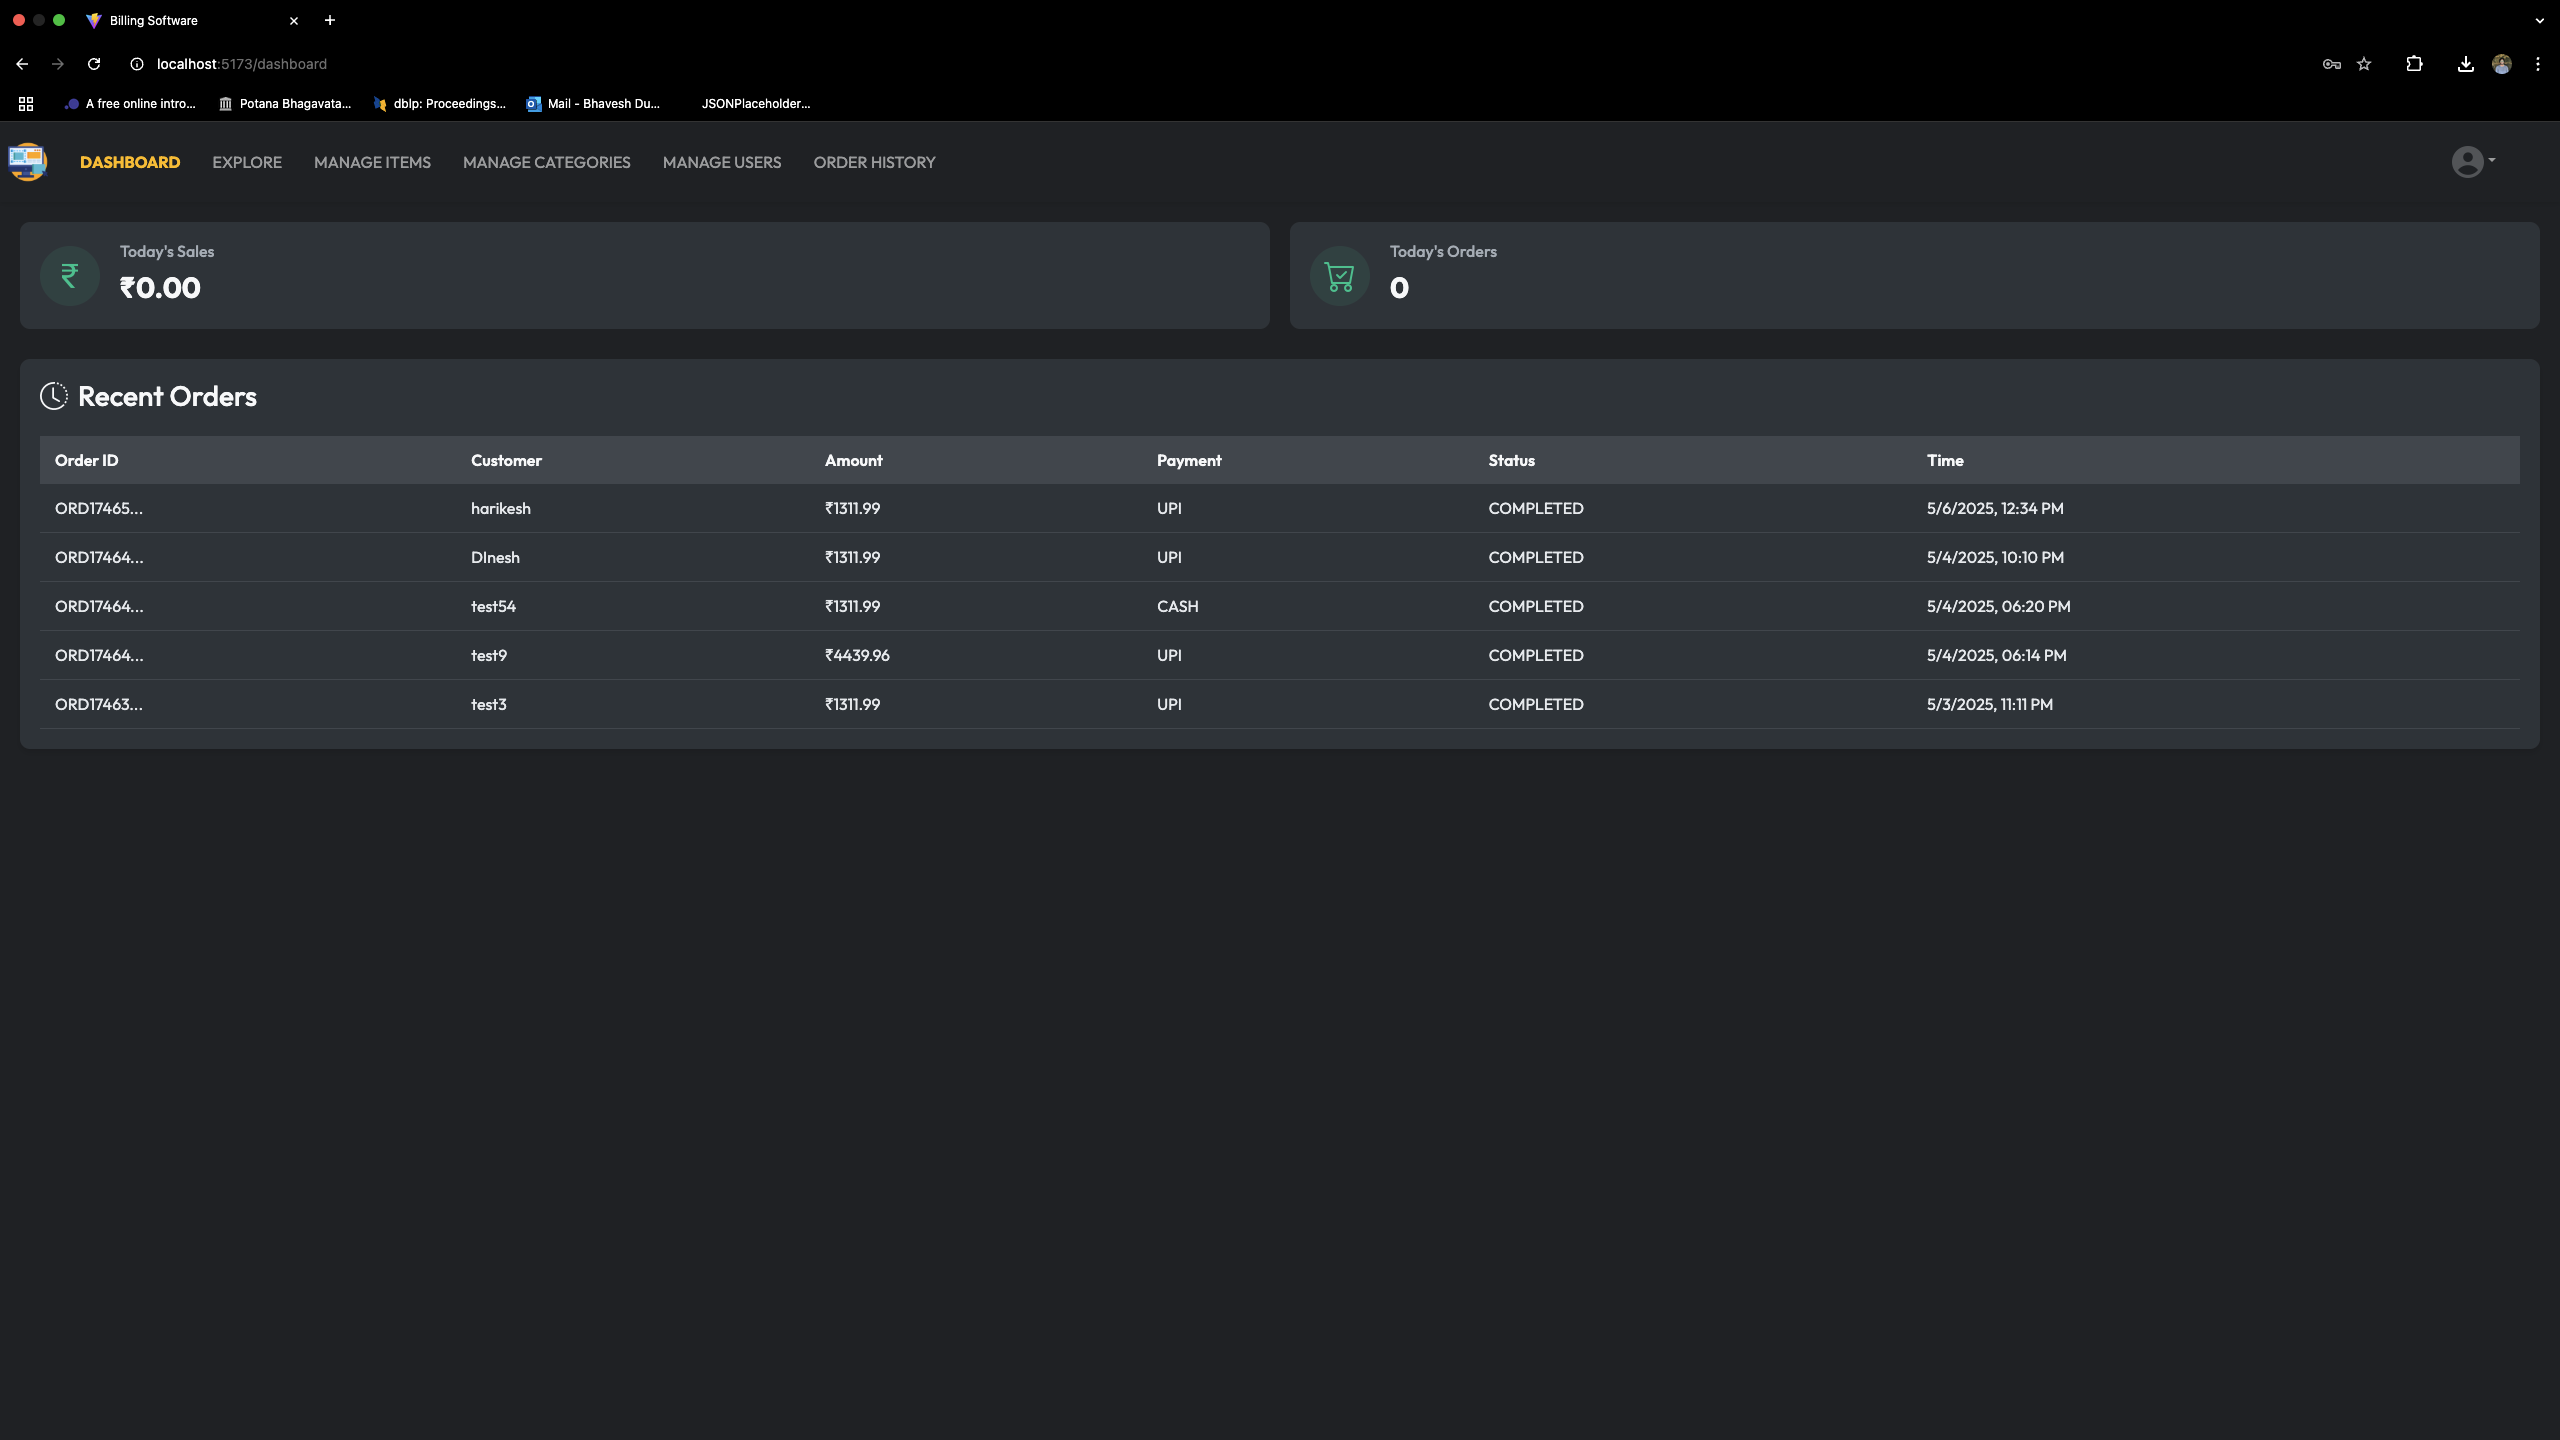 Billing Software
localhost:5173/dashboard
A free online intro... Potana Bhagavata... dblp: Proceedings... Mail - Bhavesh Du... JSONPlaceholder...
DASHBOARD EXPLORE MANAGE ITEMS MANAGE CATEGORIES MANAGE USERS ORDER HISTORY
Today's Sales
₹0.00
Today's Orders
0
Recent Orders
Order ID Customer Amount Payment Status Time
ORD17465... harikesh ₹1311.99 UPI COMPLETED 5/6/2025, 12:34 PM
ORD17464... DInesh ₹1311.99 UPI COMPLETED 5/4/2025, 10:10 PM
ORD17464... test54 ₹1311.99 CASH COMPLETED 5/4/2025, 06:20 PM
ORD17464... test9 ₹4439.96 UPI COMPLETED 5/4/2025, 06:14 PM
ORD17463... test3 ₹1311.99 UPI COMPLETED 5/3/2025, 11:11 PM